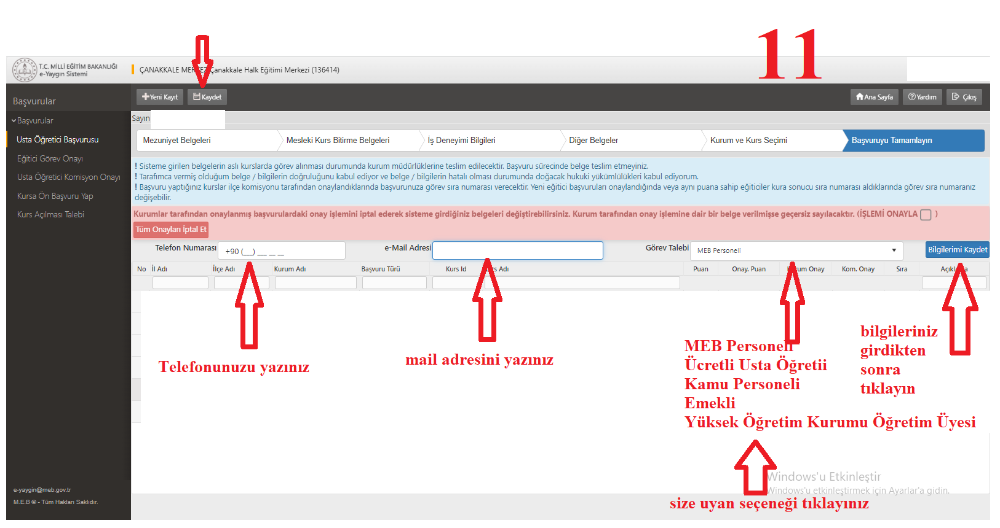 11
T.C. MİLLİ EĞİTİM BAKANLIĞI
e-Yaygın Sistemi
ÇANAKKALE MERKEZ Çanakkale Halk Eğitimi Merkezi (136414)
Başvurular
Yeni Kayıt Kaydet Ana Sayfa Yardım Çıkış
Başvurular
Usta Öğretici Başvurusu
Eğitici Görev Onayı
Usta Öğretici Komisyon Onayı
Kursa Ön Başvuru Yap
Kurs Açılması Talebi
Sayın
Mezuniyet Belgeleri Mesleki Kurs Bitirme Belgeleri İş Deneyimi Bilgileri Diğer Belgeler Kurum ve Kurs Seçimi Başvuruyu Tamamlayın
! Sisteme girilen belgelerin aslı kurslarda görev alınması durumunda kurum müdürlüklerine teslim edilecektir. Başvuru sürecinde belge teslim etmeyiniz.
! Tarafımca vermiş olduğum belge / bilgilerin doğruluğunu kabul ediyor ve belge / bilgilerin hatalı olması durumunda doğacak hukuki yükümlülükleri kabul ediyorum.
! Başvuru yaptığınız kurslar ilçe komisyonu tarafından onaylandıklarında başvurunuza görev sıra numarası verecektir. Yeni eğitici başvuruları onaylandığında veya aynı puana sahip eğiticiler kura sonucu sıra numarası aldıklarında görev sıra numaranız
değişebilir.
Kurumlar tarafından onaylanmış başvurulardaki onay işlemini iptal ederek sisteme girdiğiniz belgeleri değiştirebilirsiniz. Kurum tarafından onay işlemine dair bir belge verilmişse geçersiz sayılacaktır. (İŞLEMİ ONAYLA )
Tüm Onayları İptal Et
Telefon Numarası +90 (___) ___ __ __ e-Mail Adresi Görev Talebi MEB Personeli Bilgilerimi Kaydet
No İl Adı İlçe Adı Kurum Adı Başvuru Türü Kurs Id Adı Puan Onay. Puan Onay Kom. Onay Sıra
Telefonunuzu yazınız
mail adresini yazınız
MEB Personeli
Ücretli Usta Öğretii
Kamu Personeli
Emekli
Yüksek Öğretim Kurumu Öğretim Üyesi
bilgileriniz
girdikten
sonra
tıklayın
size uyan seçeneği tıklayınız
Windows'u Etkinleştir
Windows'u etkinleştirmek için Ayarlar'a gidin.
e-yaygin@meb.gov.tr
M.E.B © - Tüm Hakları Saklıdır.